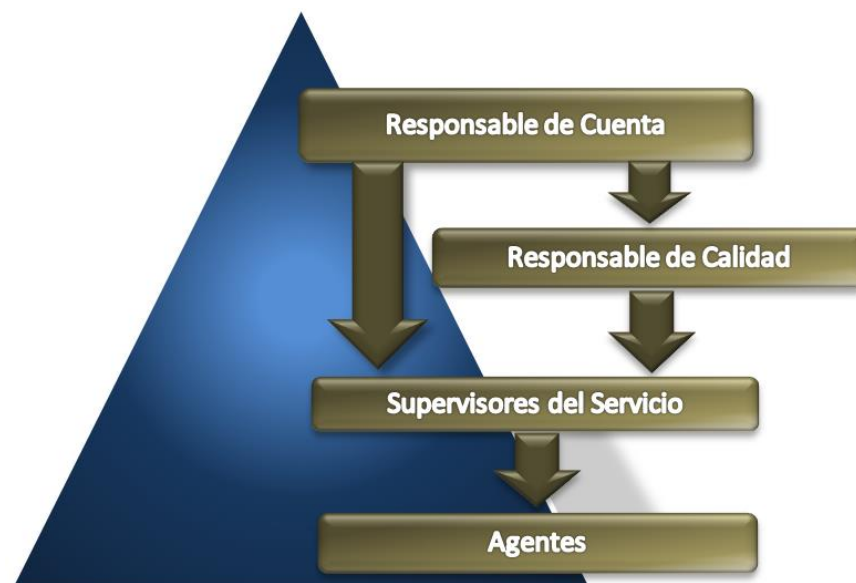 Responsable de Cuenta
Responsable de Calidad
Supervisores del Servicio
Agentes